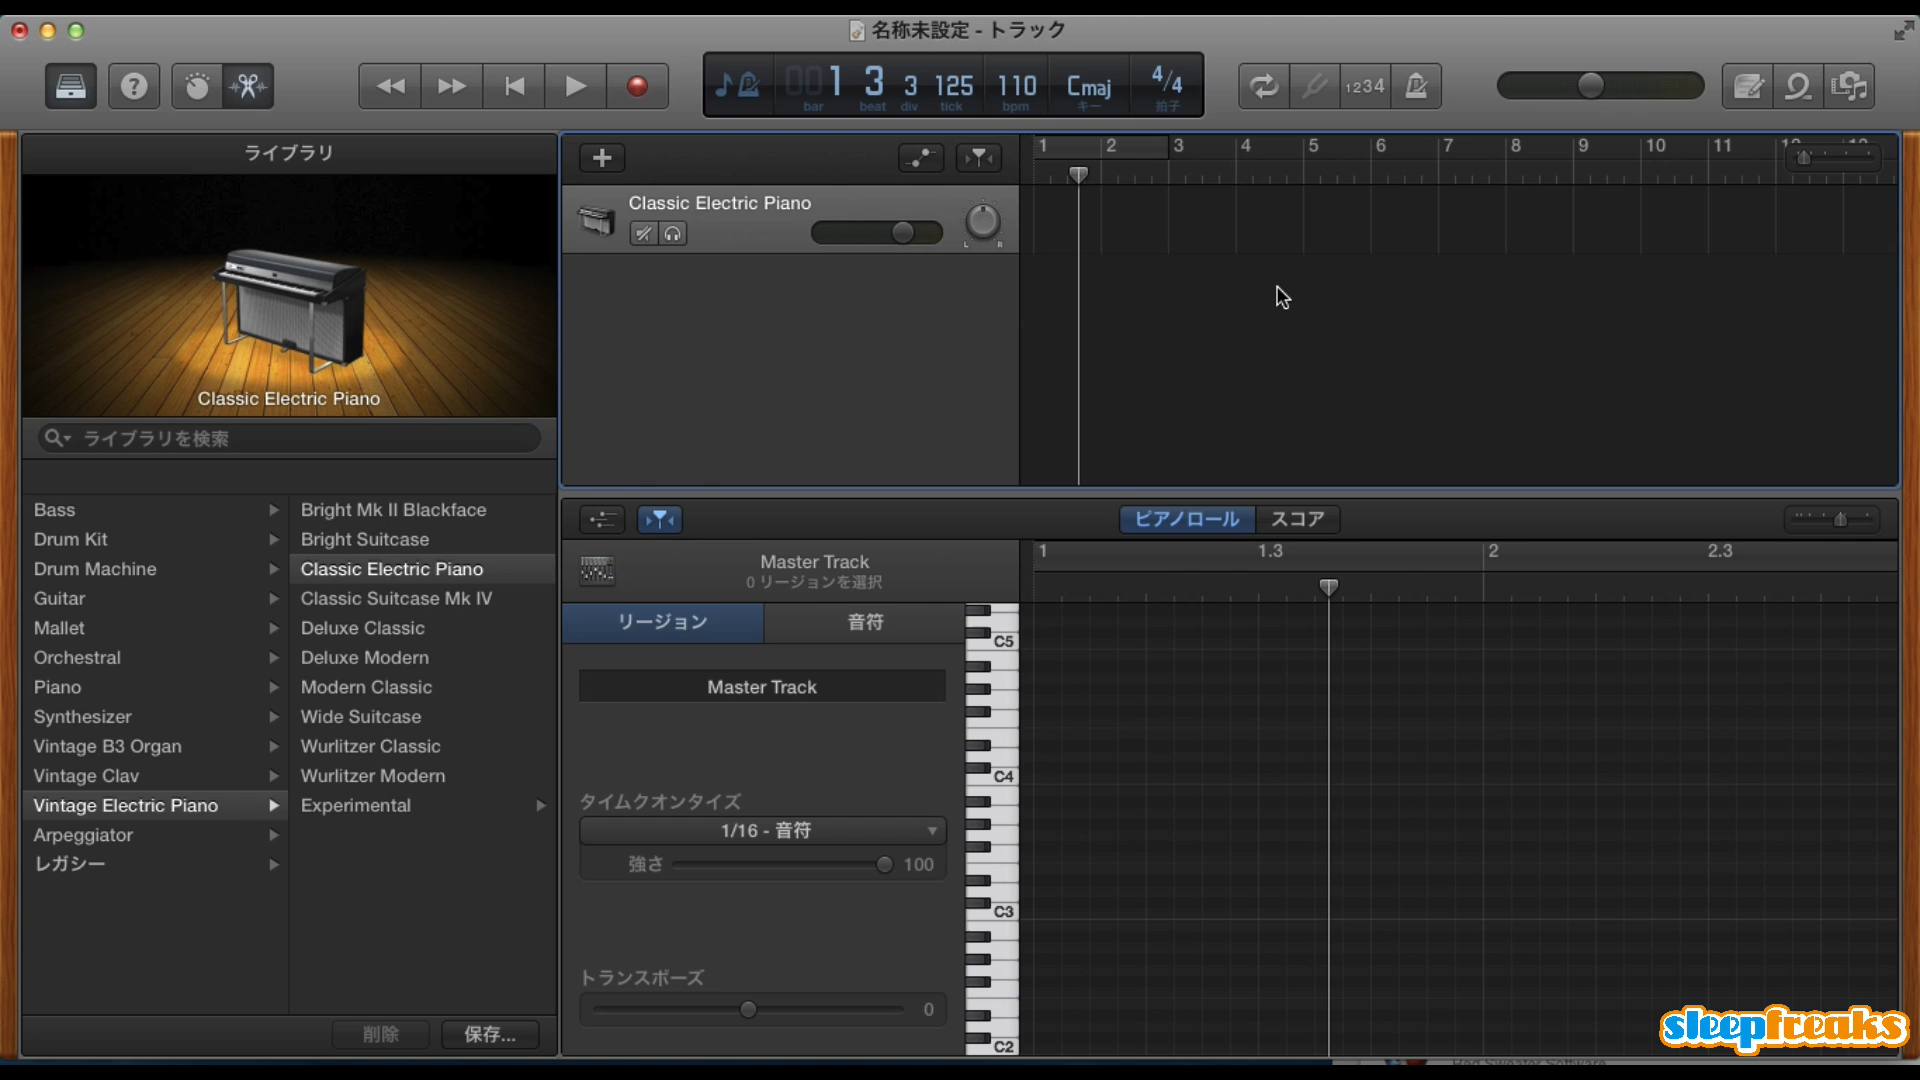 名称未設定 - トラック
001 3 3 125 110 Cmaj 4/4
bar beat div tick bpm キー 拍子
1234
ライブラリ
1 2 3 4 5 6 7 8 9 10 11
Classic Electric Piano
L R
Classic Electric Piano
ライブラリを検索
Bass
Drum Kit
Drum Machine
Guitar
Mallet
Orchestral
Piano
Synthesizer
Vintage B3 Organ
Vintage Clav
Vintage Electric Piano
Arpeggiator
レガシー
Bright Mk II Blackface
Bright Suitcase
Classic Electric Piano
Classic Suitcase Mk IV
Deluxe Classic
Deluxe Modern
Modern Classic
Wide Suitcase
Wurlitzer Classic
Wurlitzer Modern
Experimental
削除 保存...
ピアノロール スコア
Master Track
0 リージョンを選択
1 1.3 2 2.3
リージョン 音符
Master Track
タイムクオンタイズ
1/16 - 音符
強さ 100
トランスポーズ
0
C5
C4
C3
C2
sleepfreaks